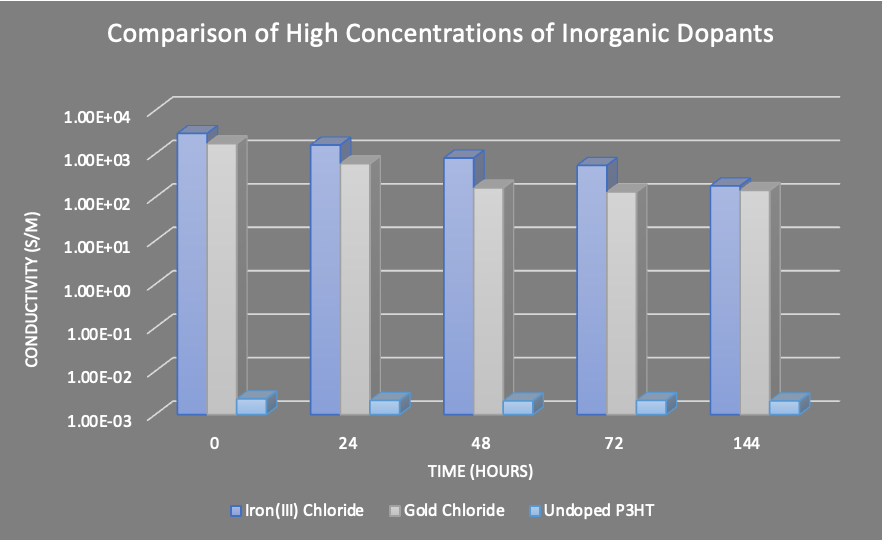 Comparison of High Concentrations of Inorganic Dopants
1.00E+04
1.00E+03
1.00E+02
1.00E+01
1.00E+00
1.00E-01
1.00E-02
1.00E-03
CONDUCTIVITY (S/M)
0 24 48 72 144
TIME (HOURS)
Iron(III) Chloride Gold Chloride Undoped P3HT